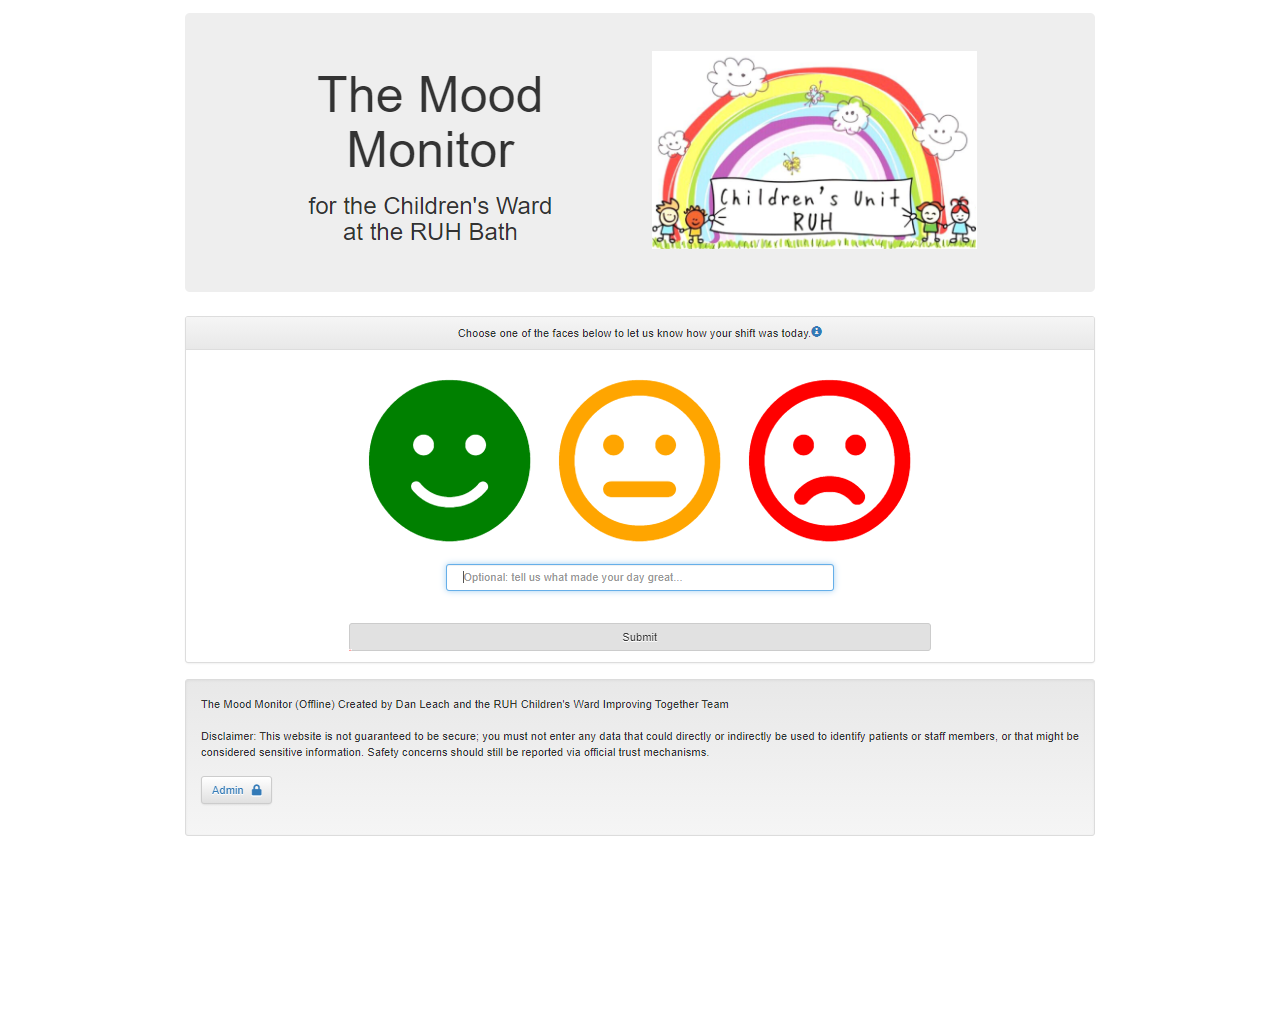 The Mood
Monitor
for the Children's Ward
at the RUH Bath
Children's Unit
RUH
Choose one of the faces below to let us know how your shift was today.
Optional: tell us what made your day great...
Submit
The Mood Monitor (Offline) Created by Dan Leach and the RUH Children's Ward Improving Together Team
Disclaimer: This website is not guaranteed to be secure; you must not enter any data that could directly or indirectly be used to identify patients or staff members, or that might be
considered sensitive information. Safety concerns should still be reported via official trust mechanisms.
Admin